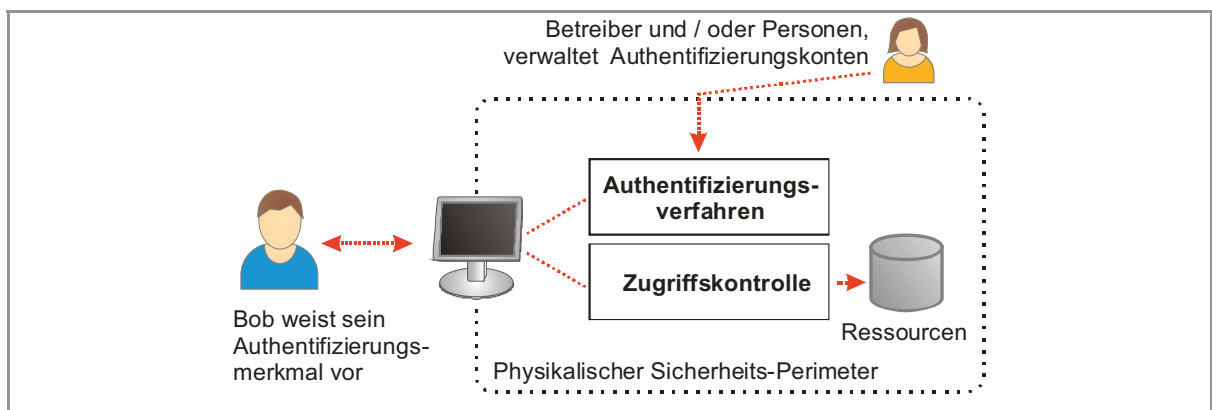 Betreiber und / oder Personen,
verwaltet Authentifizierungskonten
Authentifizierungs-
verfahren
Zugriffskontrolle
Ressourcen
Bob weist sein
Authentifizierungs-
merkmal vor
Physikalischer Sicherheits-Perimeter